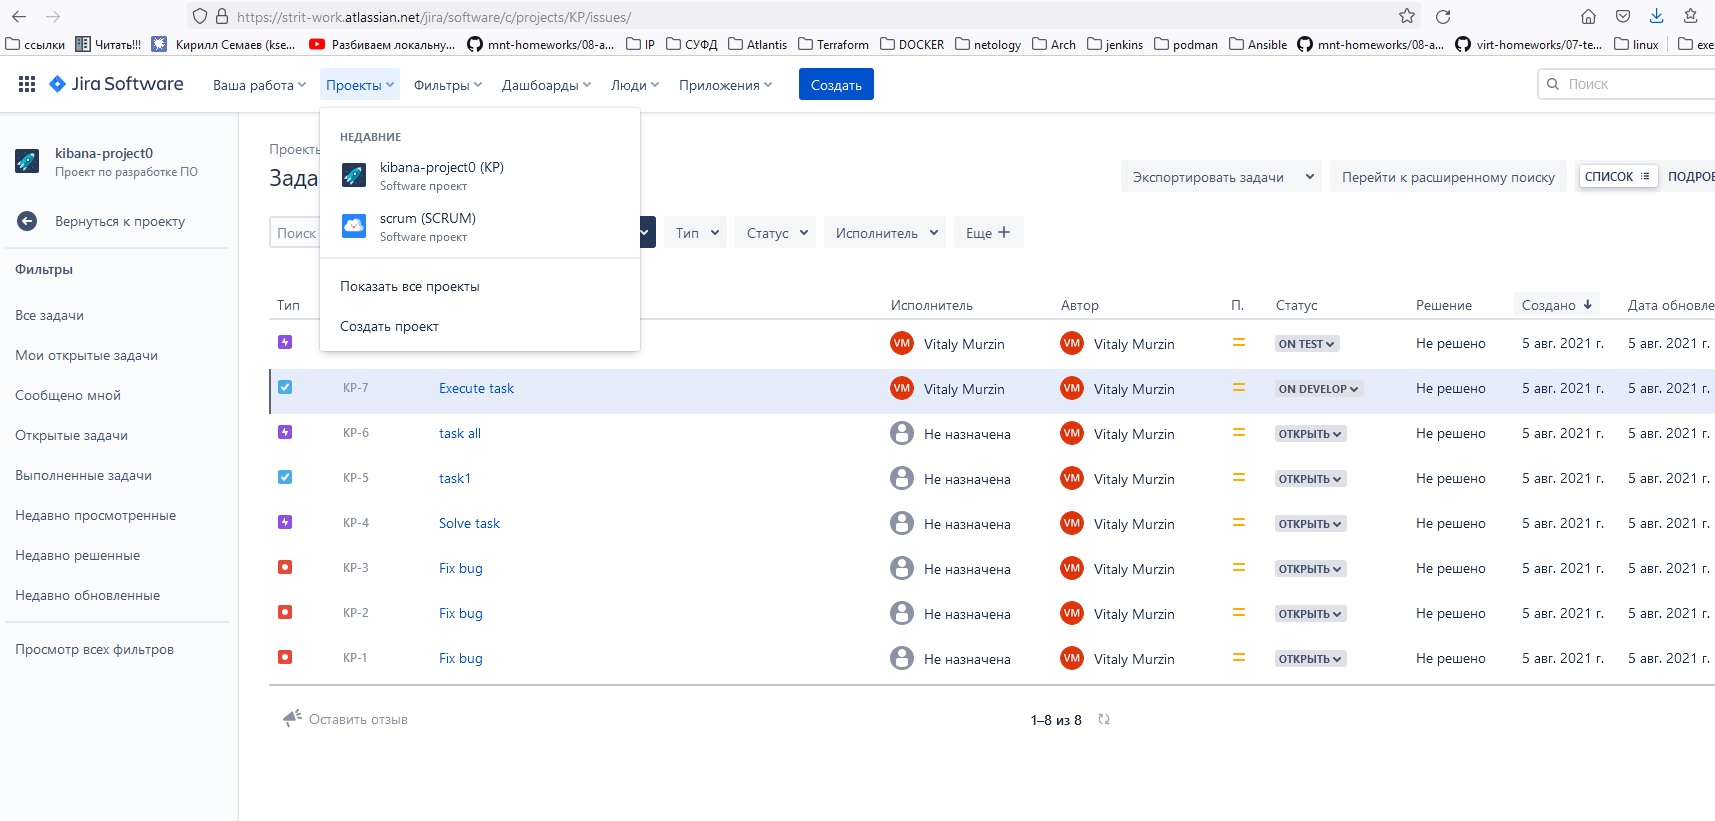 https://strit-work.atlassian.net/jira/software/c/projects/KP/issues/
ссылки Читать!!! Кирилл Семаев (kse... Разбиваем локальну... mnt-homeworks/08-a... IP СУФД Atlantis Terraform DOCKER netology Arch jenkins podman Ansible mnt-homeworks/08-a... virt-homeworks/07-te... linux exe
Jira Software Ваша работа Проекты Фильтры Дашборды Люди Приложения Создать Поиск
kibana-project0
Проект по разработке ПО
Вернуться к проекту
Фильтры
Все задачи
Мои открытые задачи
Сообщено мной
Открытые задачи
Выполненные задачи
Недавно просмотренные
Недавно решенные
Недавно обновленные
Просмотр всех фильтров
НЕДАВНИЕ
kibana-project0 (KP)
Software проект
scrum (SCRUM)
Software проект
Показать все проекты
Создать проект
Проекты
Зада
Экспортировать задачи Перейти к расширенному поиску СПИСОК ПОДРОБ
Поиск Тип Статус Исполнитель Еще +
Тип Исполнитель Автор П. Статус Решение Создано Дата обновле
Vitaly Murzin VM Vitaly Murzin VM ON TEST Не решено 5 авг. 2021 г. 5 авг. 2021 г.
KP-7 Execute task VM Vitaly Murzin VM Vitaly Murzin ON DEVELOP Не решено 5 авг. 2021 г. 5 авг. 2021 г.
KP-6 task all Не назначена VM Vitaly Murzin ОТКРЫТЬ Не решено 5 авг. 2021 г. 5 авг. 2021 г.
KP-5 task1 Не назначена VM Vitaly Murzin ОТКРЫТЬ Не решено 5 авг. 2021 г. 5 авг. 2021 г.
KP-4 Solve task Не назначена VM Vitaly Murzin ОТКРЫТЬ Не решено 5 авг. 2021 г. 5 авг. 2021 г.
KP-3 Fix bug Не назначена VM Vitaly Murzin ОТКРЫТЬ Не решено 5 авг. 2021 г. 5 авг. 2021 г.
KP-2 Fix bug Не назначена VM Vitaly Murzin ОТКРЫТЬ Не решено 5 авг. 2021 г. 5 авг. 2021 г.
KP-1 Fix bug Не назначена VM Vitaly Murzin ОТКРЫТЬ Не решено 5 авг. 2021 г. 5 авг. 2021 г.
Оставить отзыв 1–8 из 8